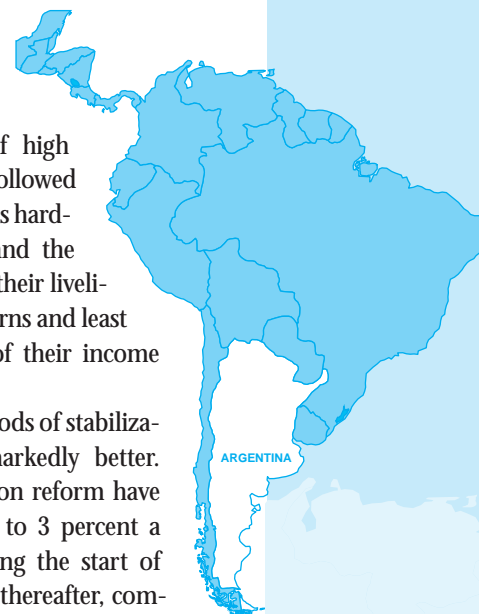 f high
ollowed
s hard-
and the
their liveli-
rns and least
of their income
ods of stabiliza-
arkedly better.
on reform have
to 3 percent a
ng the start of
thereafter, com-
ARGENTINA